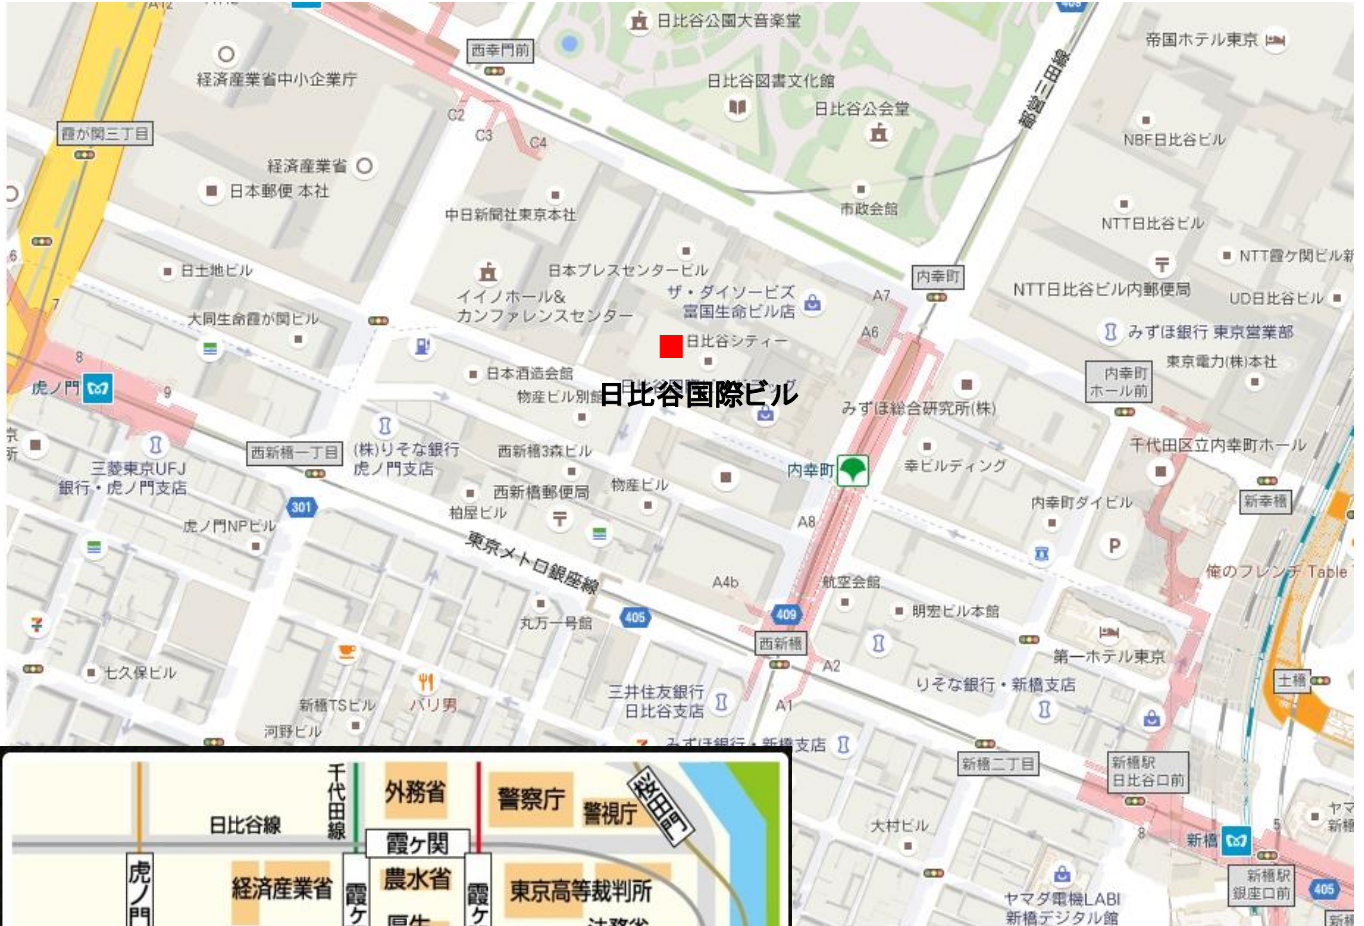 日比谷公園大音楽堂
西幸門前
帝国ホテル東京
経済産業省中小企業庁
日比谷図書文化館
日比谷公会堂
都営三田線
C2
C3
C4
霞が関三丁目
NBF日比谷ビル
経済産業省
日本郵便 本社
中日新聞社東京本社
市政会館
NTT日比谷ビル
日土地ビル
日本プレスセンタービル
内幸町
NTT霞ケ関ビル新
6
7
イイノホール&
カンファレンスセンター
ザ・ダイソービズ
富国生命ビル店
A7
A6
NTT日比谷ビル内郵便局
UD日比谷ビル
大同生命霞が関ビル
日比谷シティー
みずほ銀行 東京営業部
東京電力(株)本社
8
9
虎ノ門
日本酒造会館
物産ビル別館
日比谷国際ビル
内幸町
ホール前
みずほ総合研究所(株)
三菱東京UFJ
銀行・虎ノ門支店
西新橋一丁目
(株)りそな銀行
虎ノ門支店
西新橋3森ビル
西新橋郵便局
物産ビル
柏屋ビル
内幸町
幸ビルディング
千代田区立内幸町ホール
新幸橋
内幸町ダイビル
301
虎ノ門NPビル
東京メトロ銀座線
A8
P
俺のフレンチ Table
A4b
航空会館
丸万一号館
405
409
明宏ビル本館
西新橋
A2
第一ホテル東京
七久保ビル
りそな銀行・新橋支店
土橋
新橋TSビル
バリ男
河野ビル
三井住友銀行
日比谷支店
A1
みずほ銀行・新橋支店
新橋二丁目
新橋駅
日比谷口前
大村ビル
8
新橋
5
新橋駅
銀座口前
405
ヤマダ電機LABI
新橋デジタル館
千代田線
外務省
警察庁
警視庁
桜田門
日比谷線
霞ケ関
虎ノ門
経済産業省
霞ケ
農水省
霞ケ
東京高等裁判所